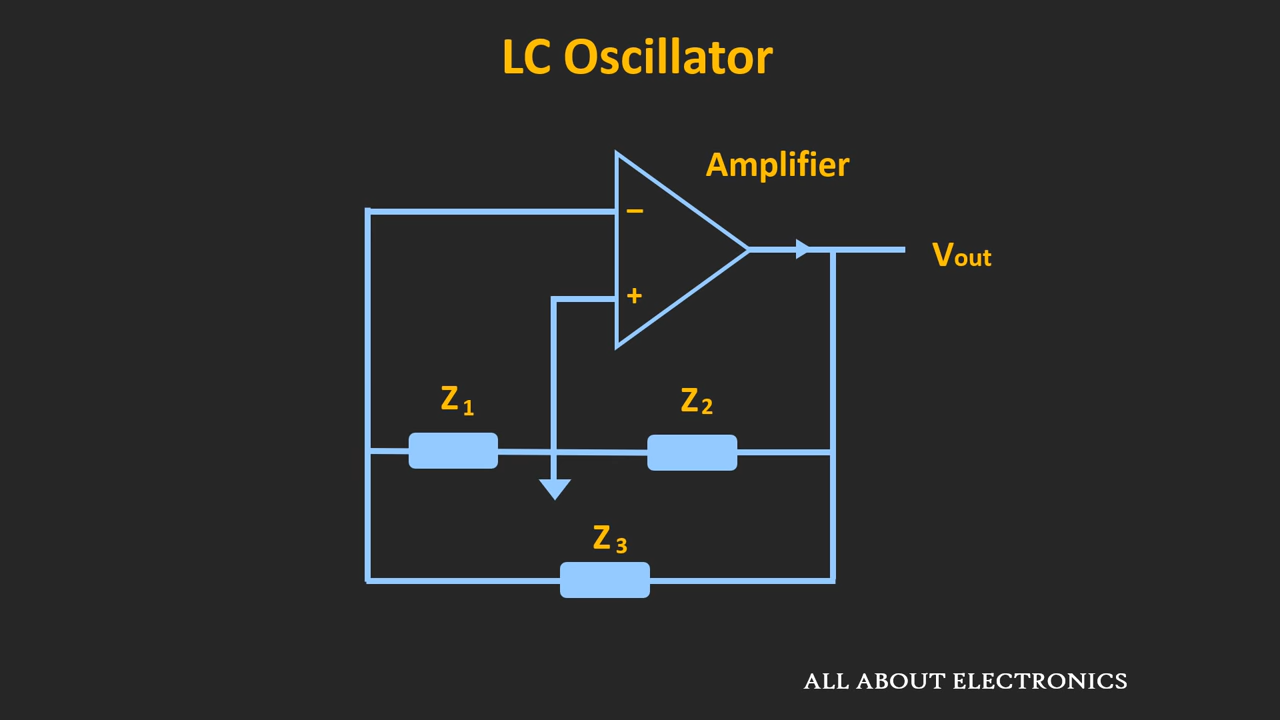 LC Oscillator
Amplifier
−
+
Vout
Z1
Z2
Z3
ALL ABOUT ELECTRONICS